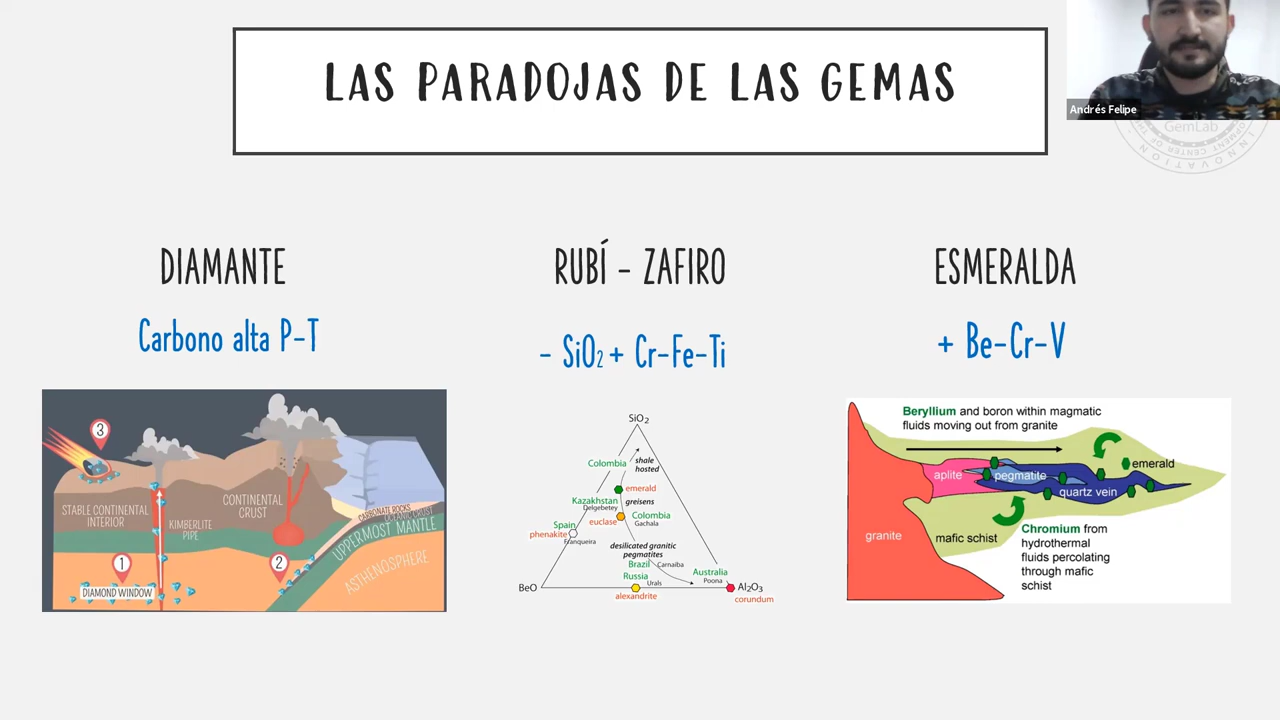 LAS PARADOJAS DE LAS GEMAS
Andrés Felipe
GemLab
INNOVATION
DIAMANTE
Carbono alta P-T
3
STABLE CONTINENTAL
INTERIOR
KIMBERLITE
PIPE
CONTINENTAL
CRUST
CARBONATE ROCKS
UPPERMOST MANTLE
ASTHENOSPHERE
1
2
DIAMOND WINDOW
RUBÍ - ZAFIRO
- SiO2 + Cr-Fe-Ti
SiO2
Colombia
shale
hosted
emerald
Kazakhstan
Delgebetey
greisens
euclase
Colombia
Gachala
Spain
phenakite
Franqueira
desilicated granitic
pegmatites
Brazil
Carnaiba
Russia
Urals
Australia
Poona
BeO
Al2O3
alexandrite
corundum
ESMERALDA
+ Be-Cr-V
Beryllium and boron within magmatic
fluids moving out from granite
emerald
aplite
pegmatite
quartz vein
granite
mafic schist
Chromium from
hydrothermal
fluids percolating
through mafic
schist